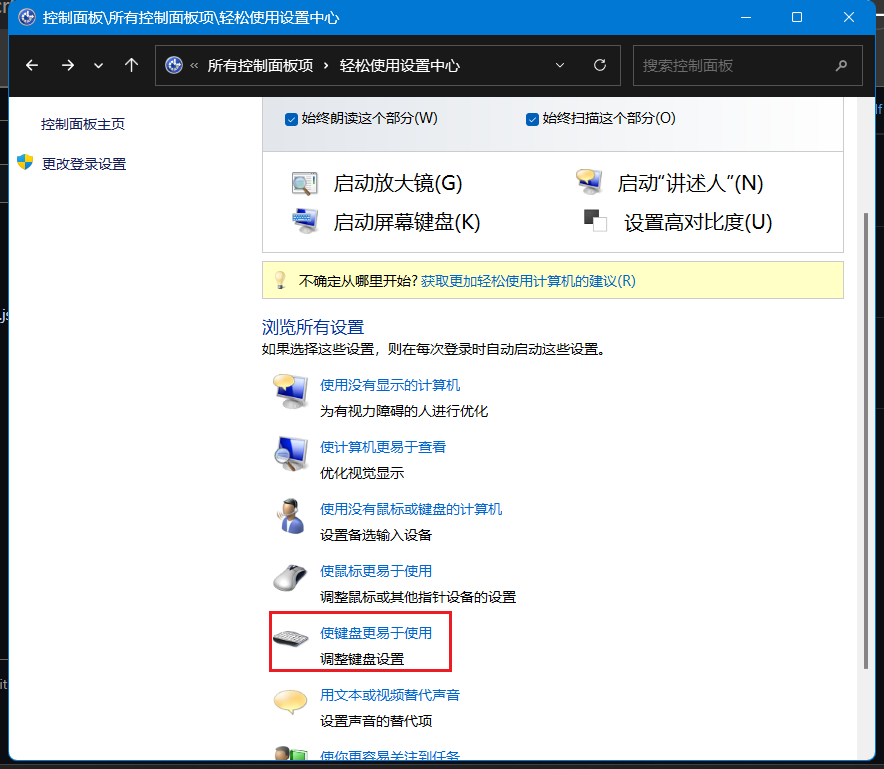 控制面板\所有控制面板项\轻松使用设置中心
« 所有控制面板项 › 轻松使用设置中心
搜索控制面板
控制面板主页
更改登录设置
始终朗读这个部分(W)
始终扫描这个部分(O)
启动放大镜(G)
启动“讲述人”(N)
启动屏幕键盘(K)
设置高对比度(U)
不确定从哪里开始? 获取更加轻松使用计算机的建议(R)
浏览所有设置
如果选择这些设置，则在每次登录时自动启动这些设置。
使用没有显示的计算机
为有视力障碍的人进行优化
使计算机更易于查看
优化视觉显示
使用没有鼠标或键盘的计算机
设置备选输入设备
使鼠标更易于使用
调整鼠标或其他指针设备的设置
使键盘更易于使用
调整键盘设置
用文本或视频替代声音
设置声音的替代项
使你更容易关注到任务